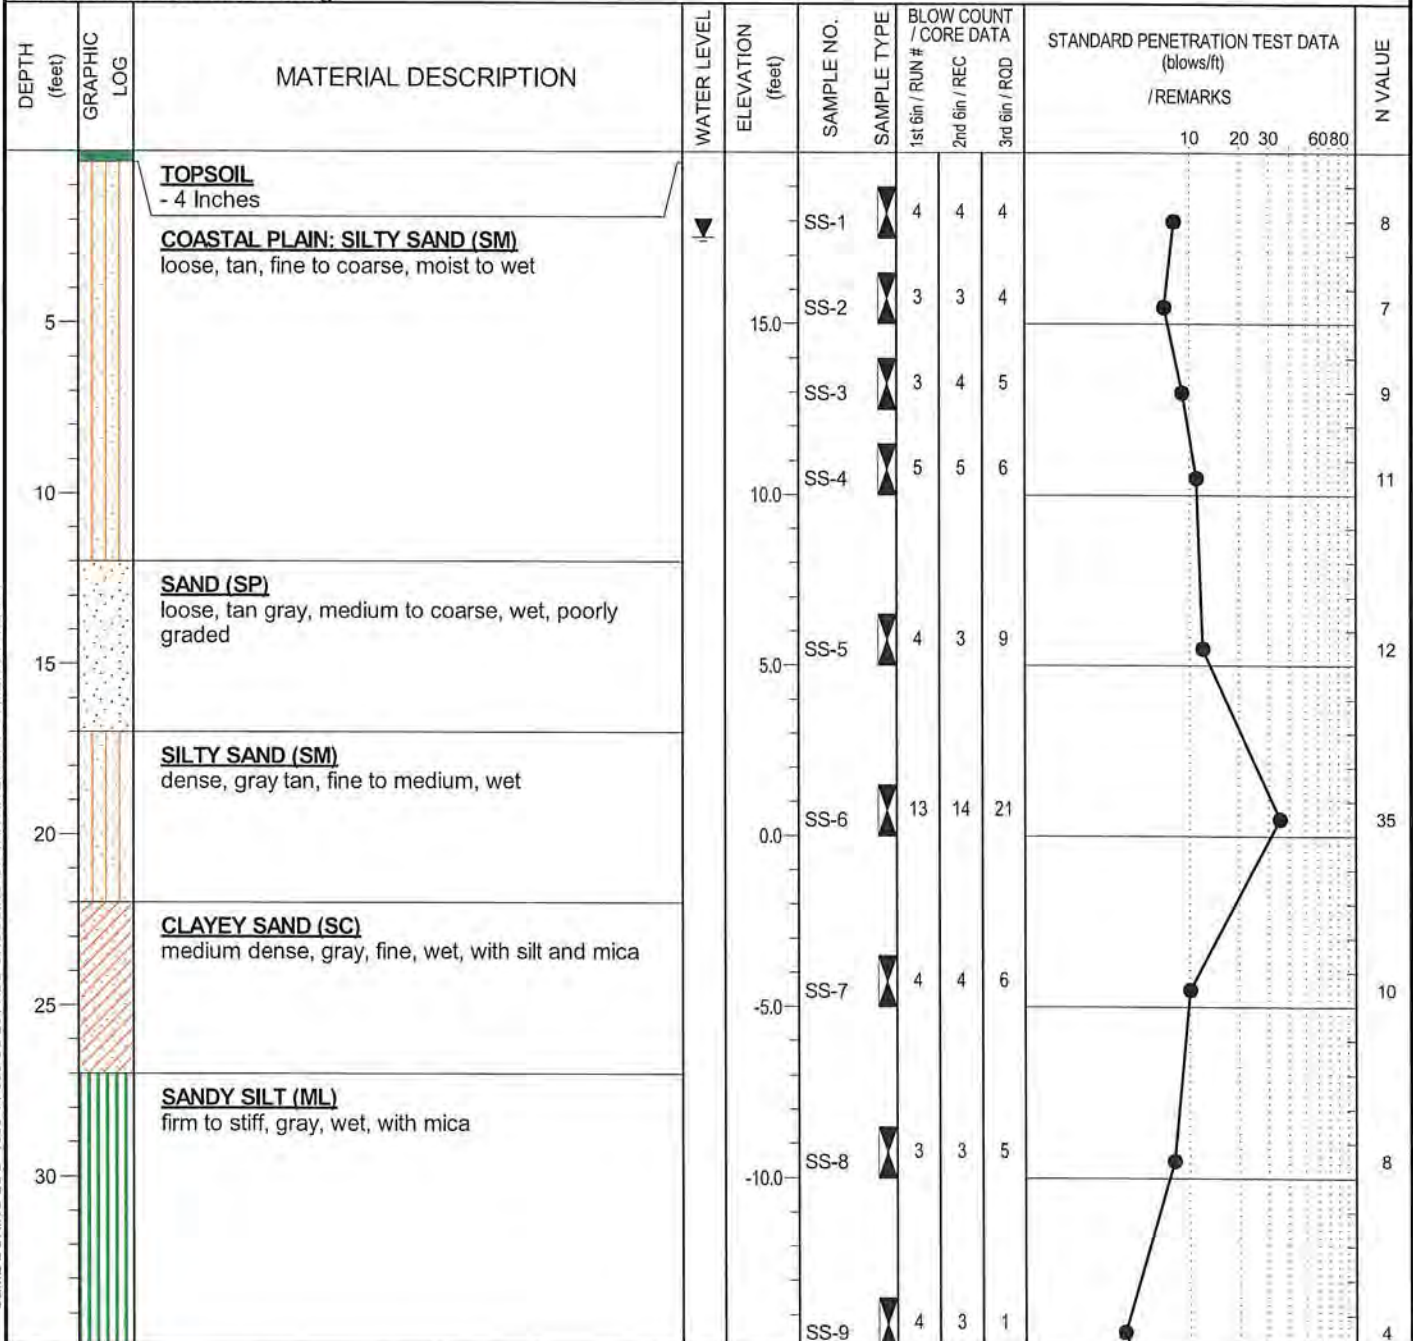 DEPTH
(feet)
GRAPHIC
LOG
MATERIAL DESCRIPTION
WATER LEVEL
ELEVATION
(feet)
SAMPLE NO.
SAMPLE TYPE
BLOW COUNT
/ CORE DATA
1st 6in / RUN #
2nd 6in / REC
3rd 6in / RQD
STANDARD PENETRATION TEST DATA
(blows/ft)
/REMARKS
10 20 30 60 80
N VALUE
TOPSOIL
- 4 Inches
COASTAL PLAIN: SILTY SAND (SM)
loose, tan, fine to coarse, moist to wet
SS-1 4 4 4 8
5 15.0 SS-2 3 3 4 7
SS-3 3 4 5 9
10 10.0 SS-4 5 5 6 11
SAND (SP)
loose, tan gray, medium to coarse, wet, poorly
graded
15 5.0 SS-5 4 3 9 12
SILTY SAND (SM)
dense, gray tan, fine to medium, wet
20 0.0 SS-6 13 14 21 35
CLAYEY SAND (SC)
medium dense, gray, fine, wet, with silt and mica
25 -5.0 SS-7 4 4 6 10
SANDY SILT (ML)
firm to stiff, gray, wet, with mica
30 -10.0 SS-8 3 3 5 8
SS-9 4 3 1 4